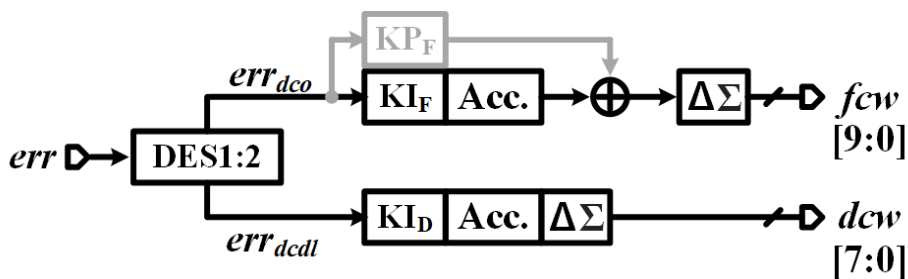 KP_F
err_dco
KI_F Acc. ΔΣ fcw
[9:0]
err DES1:2
KI_D Acc. ΔΣ dcw
err_dcdl
[7:0]